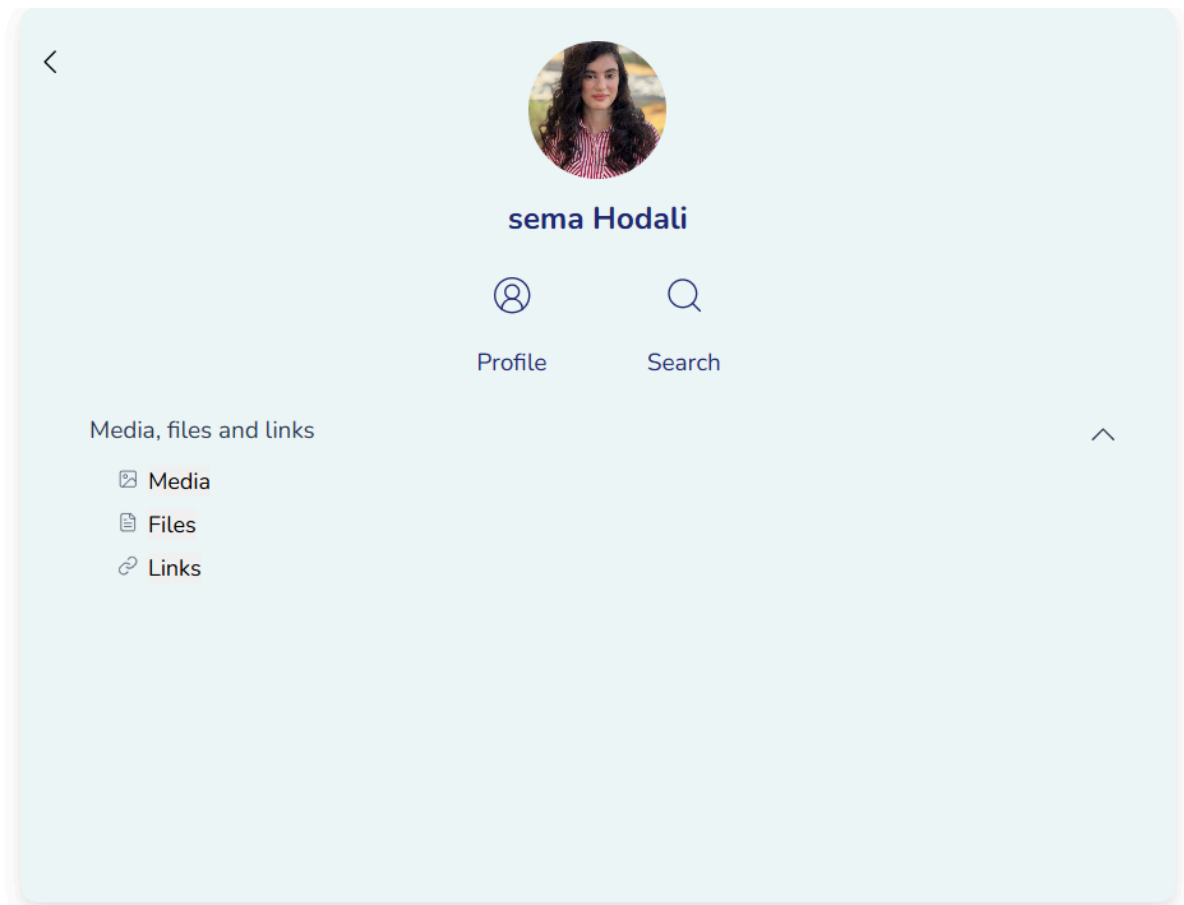 sema Hodali
Profile Search
Media, files and links
Media
Files
Links